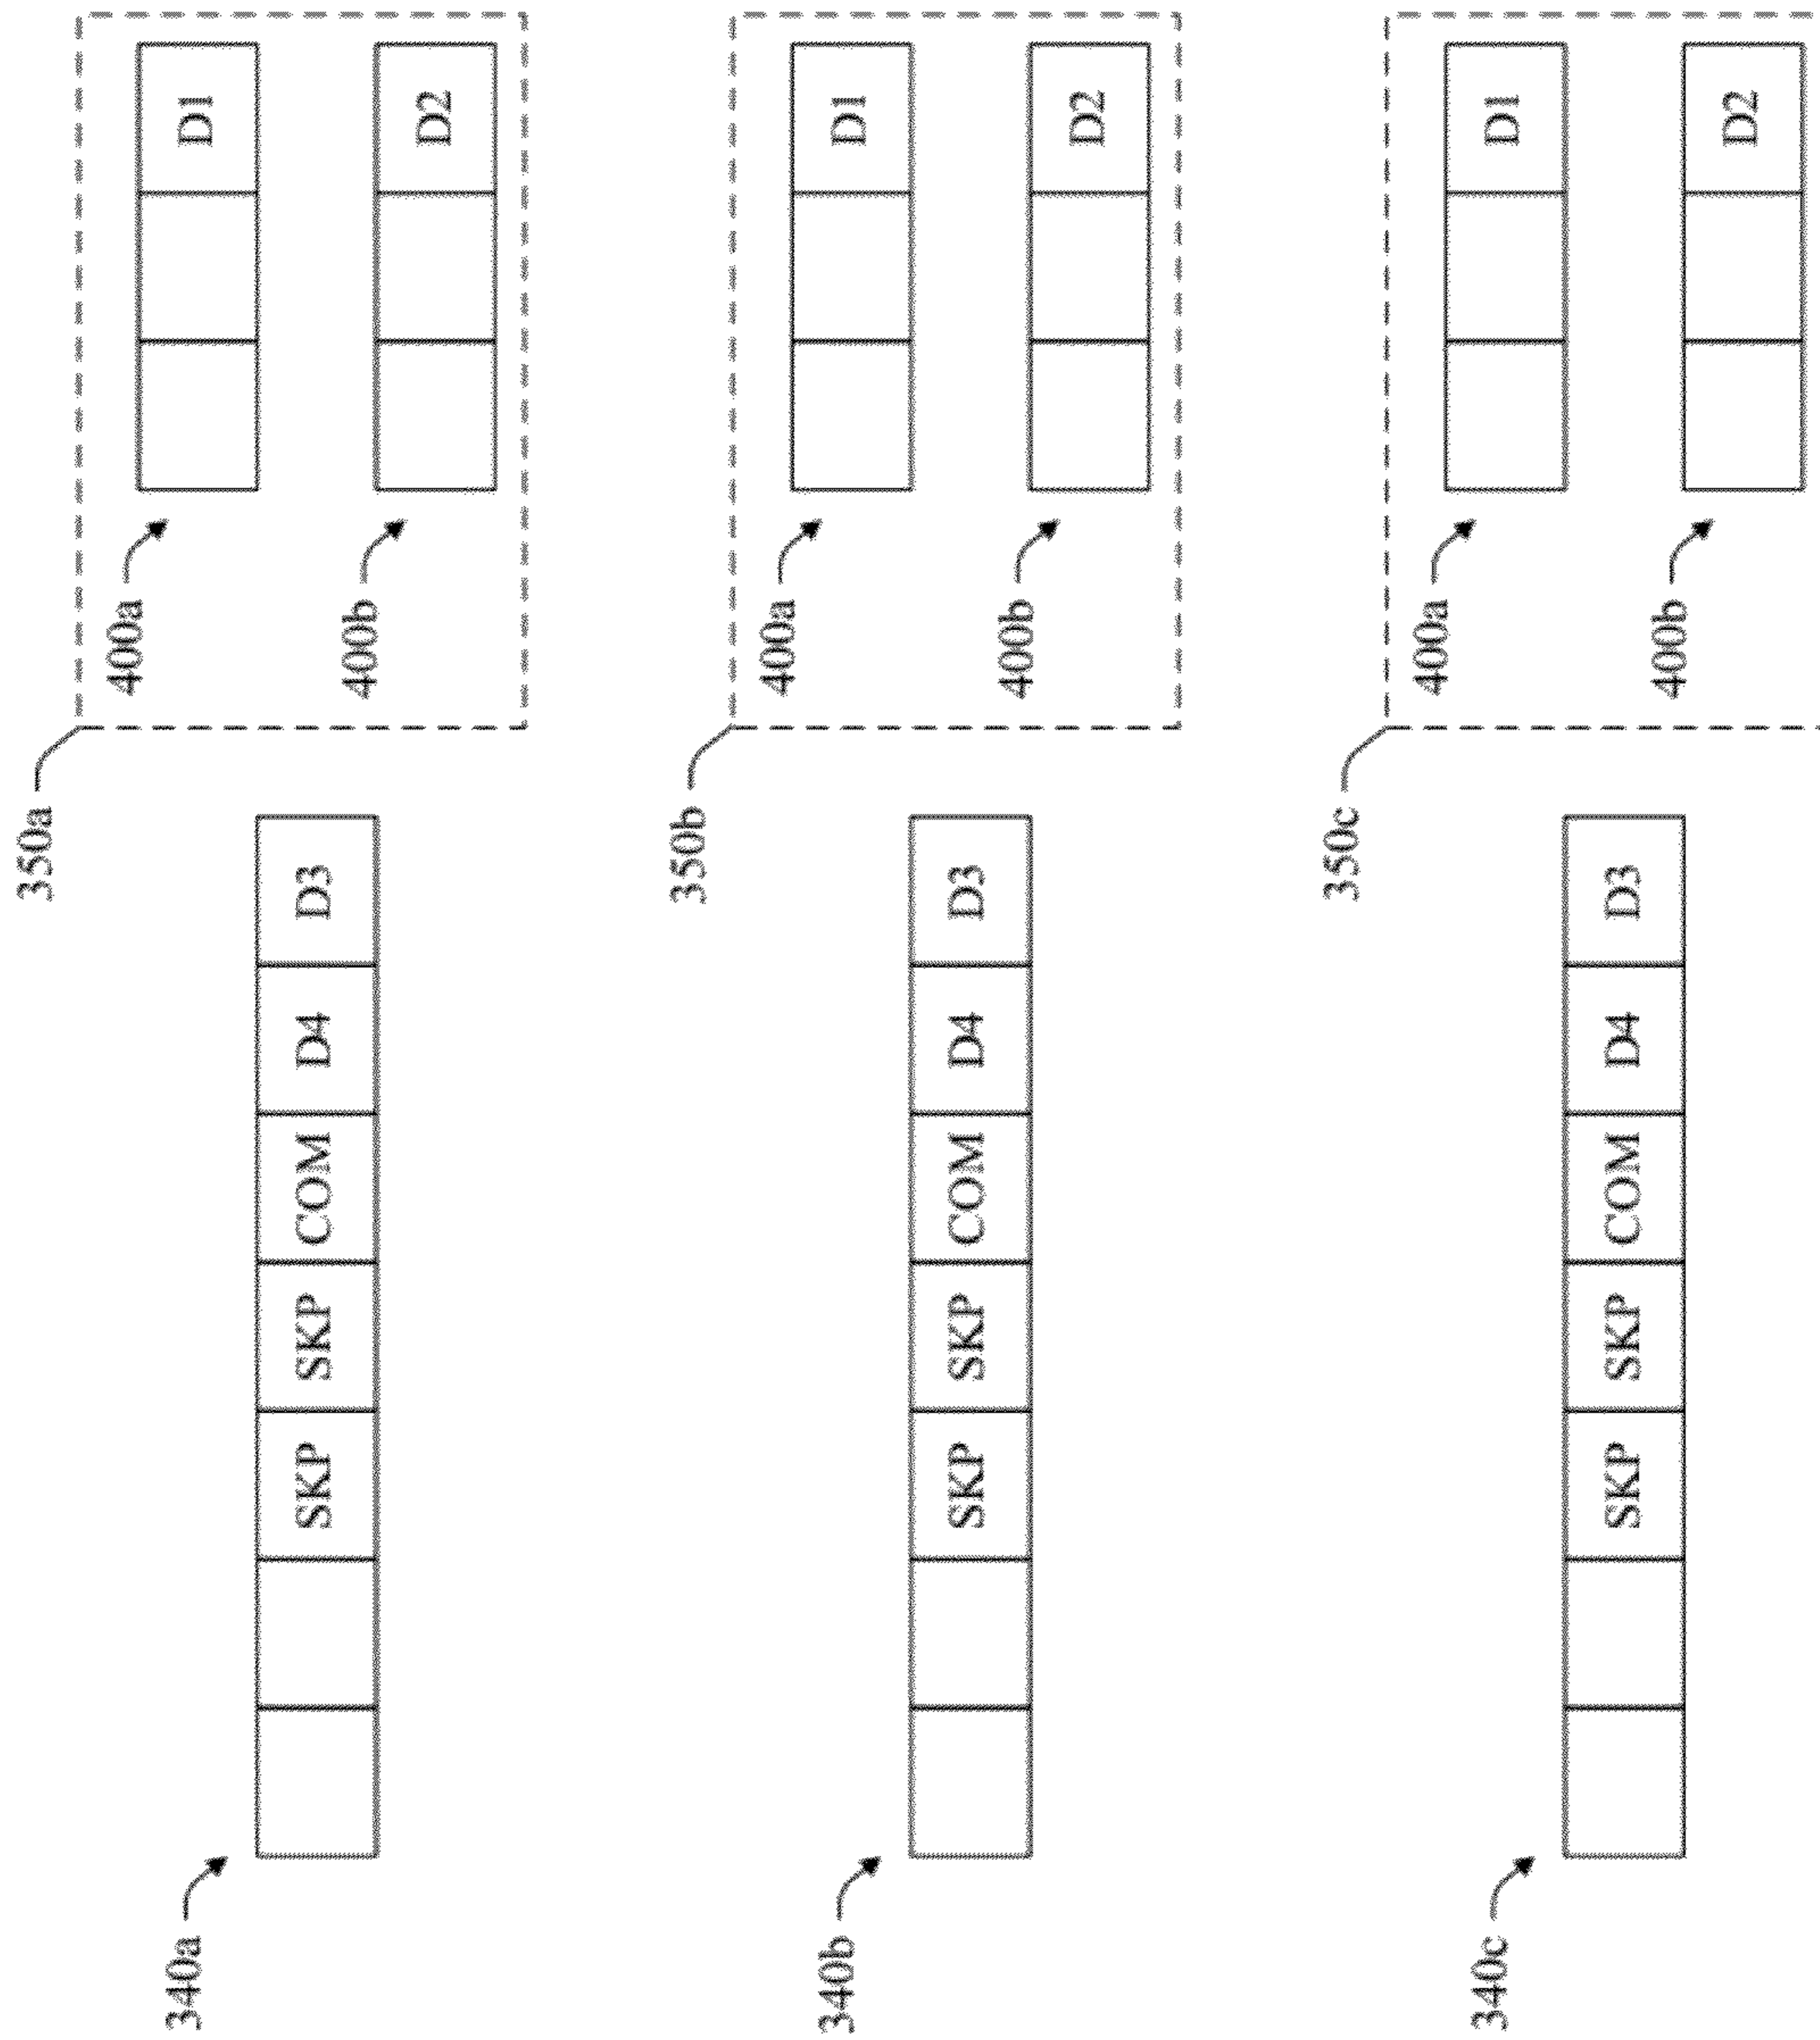 350a
400a
340a
D1
SKP SKP COM D4 D3
400b
D2
350b
400a
340b
D1
SKP SKP COM D4 D3
400b
D2
350c
400a
340c
D1
SKP SKP COM D4 D3
400b
D2